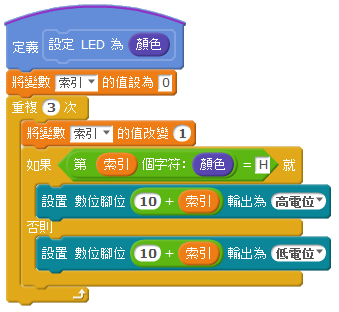 定義 設定 LED 為 顏色
將變數 索引 的值設為 0
重複 3 次
將變數 索引 的值改變 1
如果 第 索引 個字符: 顏色 = H 就
設置 數位腳位 10 + 索引 輸出為 高電位
否則
設置 數位腳位 10 + 索引 輸出為 低電位